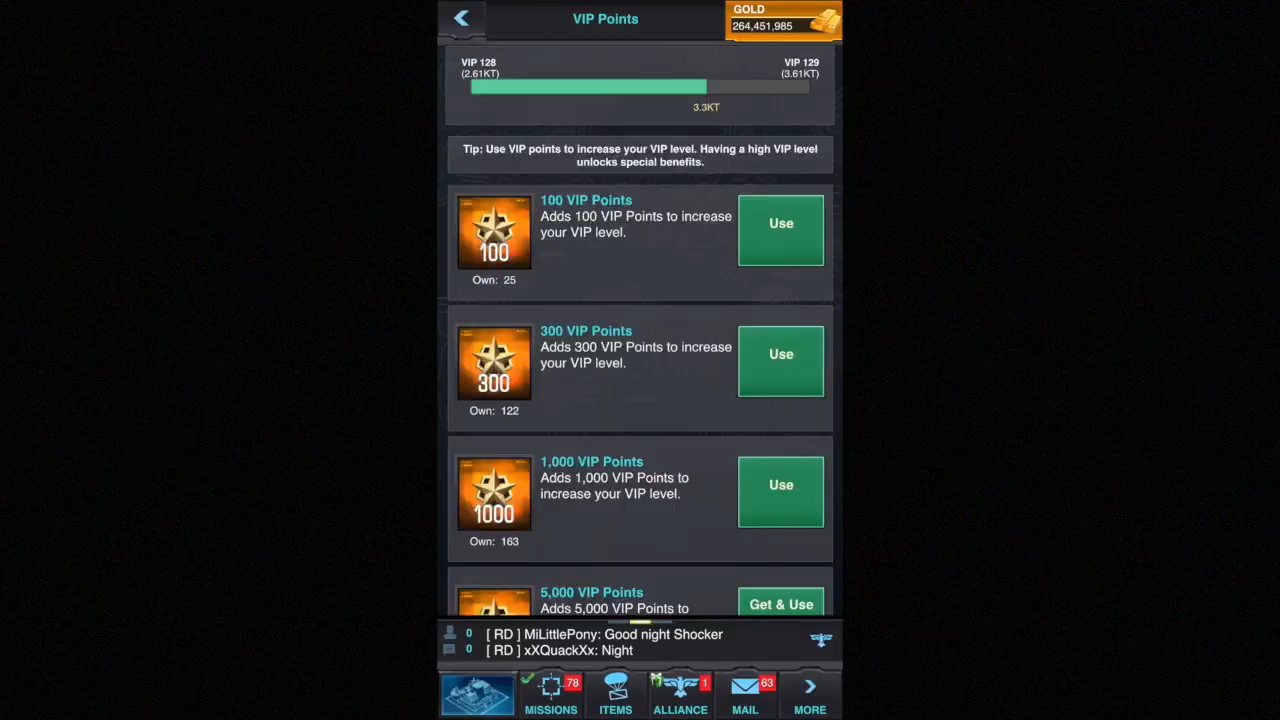 VIP Points
GOLD
264,451,985
VIP 128
(2.61KT)
VIP 129
(3.61KT)
3.3KT
Tip: Use VIP points to increase your VIP level. Having a high VIP level
unlocks special benefits.
100 VIP Points
Adds 100 VIP Points to increase
your VIP level.
100
Own: 25
Use
300 VIP Points
Adds 300 VIP Points to increase
your VIP level.
300
Own: 122
Use
1,000 VIP Points
Adds 1,000 VIP Points to
increase your VIP level.
1000
Own: 163
Use
5,000 VIP Points
Adds 5,000 VIP Points to
Get & Use
0
[ RD ] MiLittlePony: Good night Shocker
0
[ RD ] xXQuackXx: Night
78
1
63
MISSIONS
ITEMS
ALLIANCE
MAIL
MORE